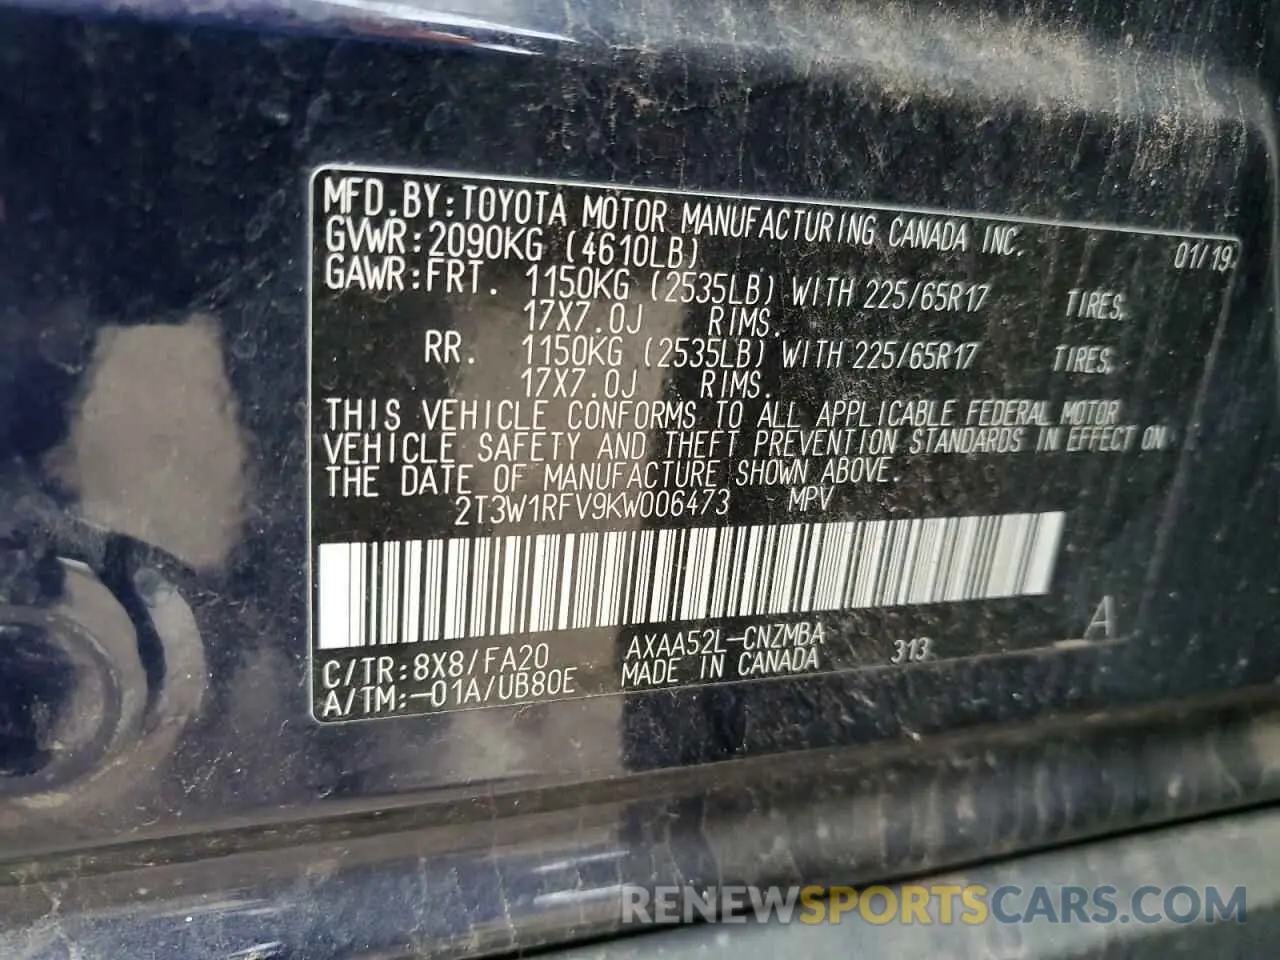 MFD.BY:TOYOTA MOTOR MANUFACTURING CANADA INC. 01/19
GVWR:2090KG (4610LB)
GAWR:FRT. 1150KG (2535LB) WITH 225/65R17 TIRES,
17X7.0J RIMS.
RR. 1150KG (2535LB) WITH 225/65R17 TIRES,
17X7.0J RIMS.
THIS VEHICLE CONFORMS TO ALL APPLICABLE FEDERAL MOTOR
VEHICLE SAFETY AND THEFT PREVENTION STANDARDS IN EFFECT ON
THE DATE OF MANUFACTURE SHOWN ABOVE.
2T3W1RFV9KW006473 MPV
C/TR:8X8/FA20 AXAA52L-CNZMBA
A/TM:-01A/UB80E MADE IN CANADA 313 A
RENEWSPORTSCARS.COM